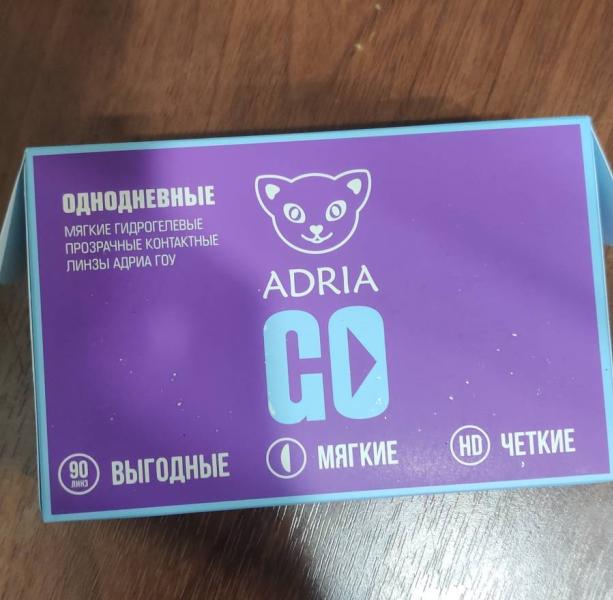 ОДНОДНЕВНЫЕ
МЯГКИЕ ГИДРОГЕЛЕВЫЕ
ПРОЗРАЧНЫЕ КОНТАКТНЫЕ
ЛИНЗЫ АДРИА ГОУ
ADRIA
GO
90 ЛИНЗ ВЫГОДНЫЕ
МЯГКИЕ
HD ЧЕТКИЕ